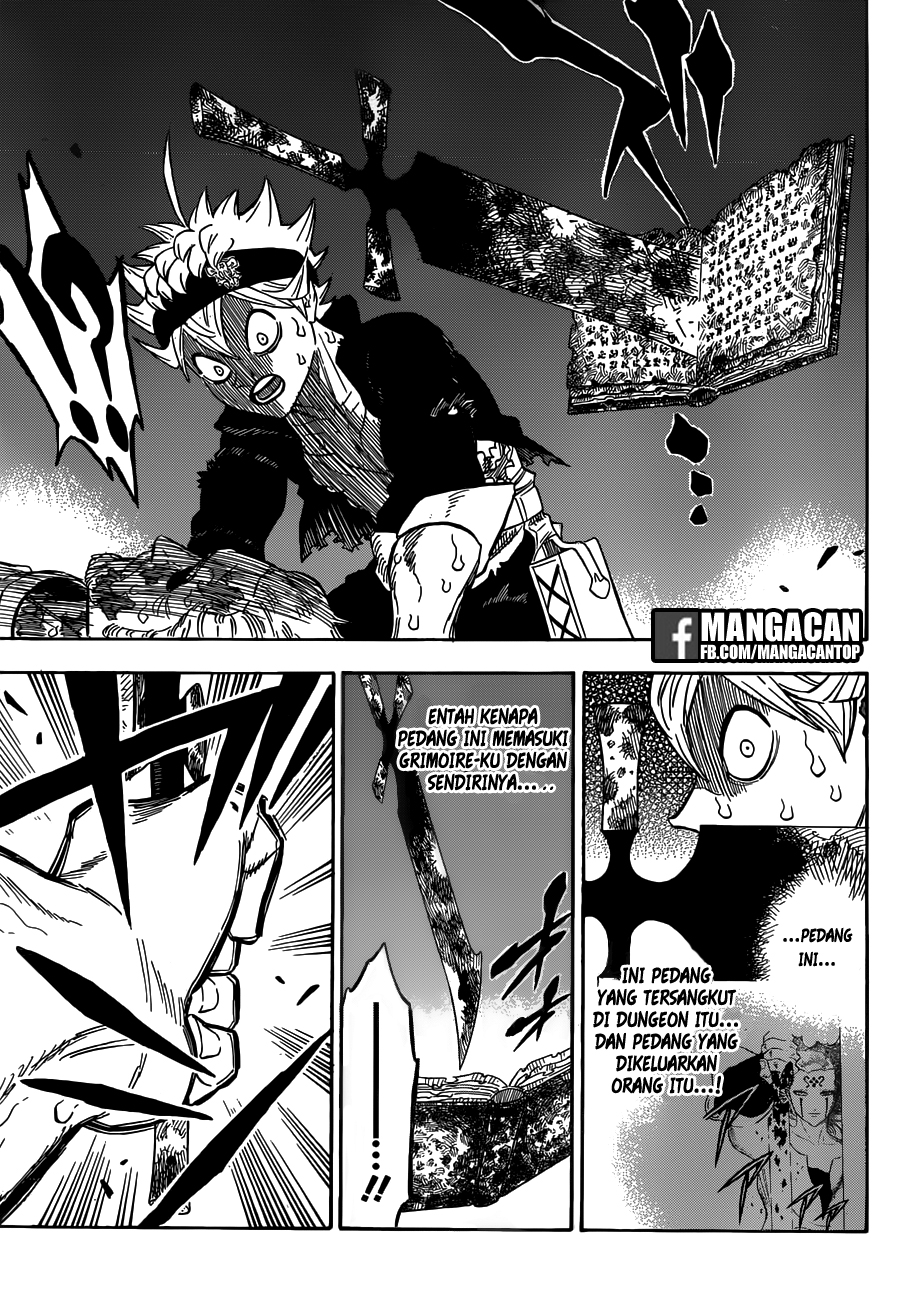 !?
f MANGACAN
FB.COM/MANGACANTOP
...PEDANG
INI...
INI PEDANG
YANG TERSANGKUT
DI DUNGEON ITU...
DAN PEDANG YANG
DIKELUARKAN
ORANG ITU...!
ENTAH KENAPA
PEDANG INI MEMASUKI
GRIMOIRE-KU DENGAN
SENDIRINYA.....
!!